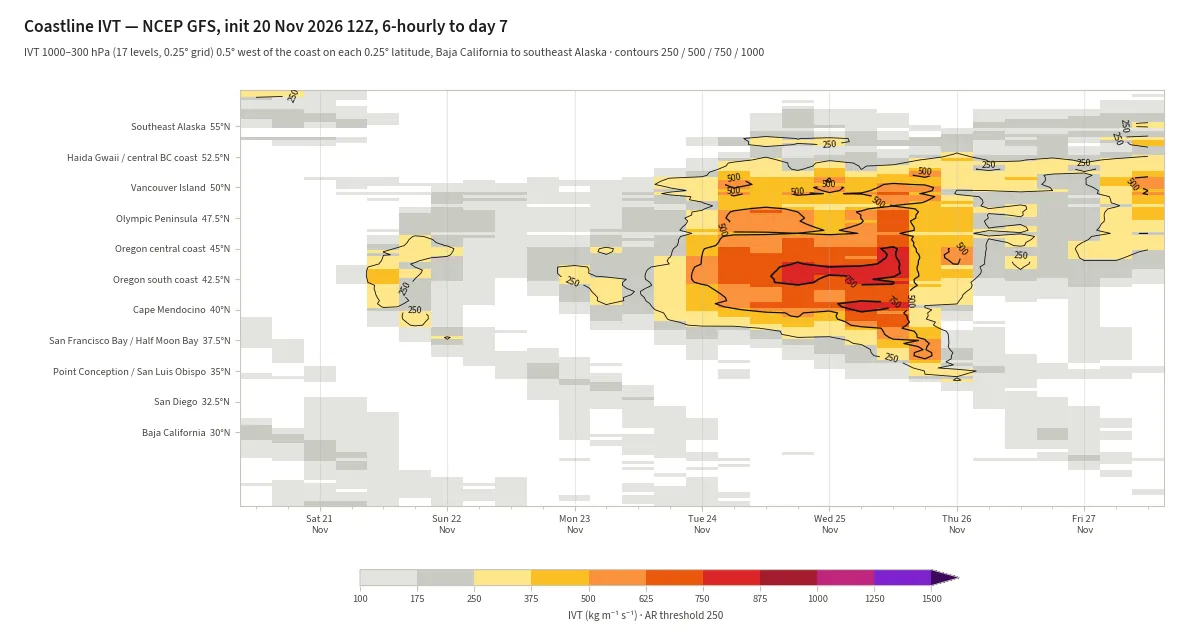 Coastline IVT — NCEP GFS, init 20 Nov 2026 12Z, 6-hourly to day 7
IVT 1000–300 hPa (17 levels, 0.25° grid) 0.5° west of the coast on each 0.25° latitude, Baja California to southeast Alaska · contours 250 / 500 / 750 / 1000
250
Southeast Alaska 55°N
250
250
250
Haida Gwaii / central BC coast 52.5°N
250
250
500
500
Vancouver Island 50°N
500
500
500
500
500
Olympic Peninsula 47.5°N
500
Oregon central coast 45°N
500
250
Oregon south coast 42.5°N
250
250
750
Cape Mendocino 40°N
250
750
500
San Francisco Bay / Half Moon Bay 37.5°N
250
Point Conception / San Luis Obispo 35°N
San Diego 32.5°N
Baja California 30°N
Sat 21 Sun 22 Mon 23 Tue 24 Wed 25 Thu 26 Fri 27
Nov Nov Nov Nov Nov Nov Nov
100 175 250 375 500 625 750 875 1000 1250 1500
IVT (kg m⁻¹ s⁻¹) · AR threshold 250